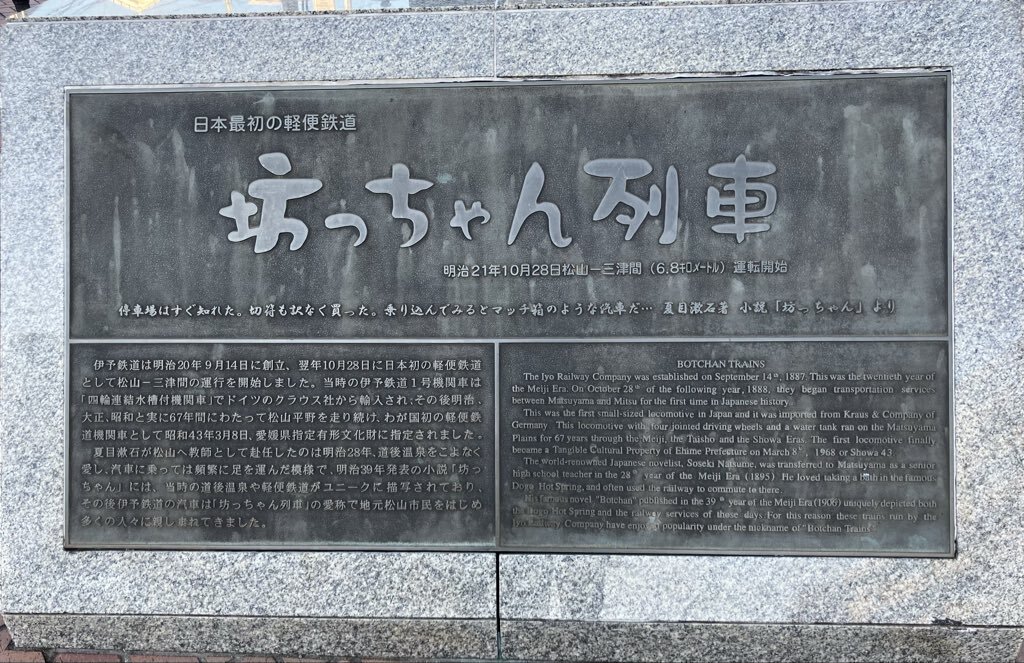 日本最初の軽便鉄道
坊っちゃん列車
明治21年10月28日松山−三津間（6.8㌔㍍）運転開始
停車場はすぐ知れた。切符も訳なく買った。乗り込んでみるとマッチ箱のような汽車だ… 夏目漱石著 小説「坊っちゃん」より
伊予鉄道は明治20年9月14日に創立、翌年10月28日に日本初の軽便鉄道
として松山−三津間の運行を開始しました。当時の伊予鉄道１号機関車は
「四輪連結水槽付機関車」でドイツのクラウス社から輸入され、その後明治、
大正、昭和と実に67年間にわたって松山平野を走り続け、わが国初の軽便鉄
道機関車として昭和43年3月8日、愛媛県指定有形文化財に指定されました。
夏目漱石が松山へ教師として赴任したのは明治28年、道後温泉をこよなく
愛し、汽車に乗っては頻繁に足を運んだ模様で、明治39年発表の小説「坊っ
ちゃん」には、当時の道後温泉や軽便鉄道がユニークに描写されており、
その後伊予鉄道の汽車は「坊っちゃん列車」の愛称で地元松山市民をはじめ
多くの人々に親しまれてきました。
BOTCHAN TRAINS
The Iyo Railway Company was established on September 14th, 1887. This was the twentieth year of
the Meiji Era. On October 28th of the following year, 1888, they began transportation services
between Matsuyama and Mitsu for the first time in Japanese history.
This was the first small-sized locomotive in Japan and it was imported from Kraus & Company of
Germany. This locomotive with four jointed driving wheels and a water tank ran on the Matsuyama
Plains for 67 years through the Meiji, the Taisho and the Showa Eras. The first locomotive finally
became a Tangible Cultural Property of Ehime Prefecture on March 8th, 1968 or Showa 43.
The world-renowned Japanese novelist, Soseki Natsume, was transferred to Matsuyama as a senior
high school teacher in the 28th year of the Meiji Era (1895). He loved taking a bath in the famous
Dogo Hot Spring, and often used the railway to commute to there.
His famous novel, "Botchan" published in the 39th year of the Meiji Era (1906) uniquely depicted both
the Dogo Hot Spring and the railway services of these days. For this reason these trains run by the
Iyo Railway Company have enjoyed popularity under the nickname of "Botchan Trains".